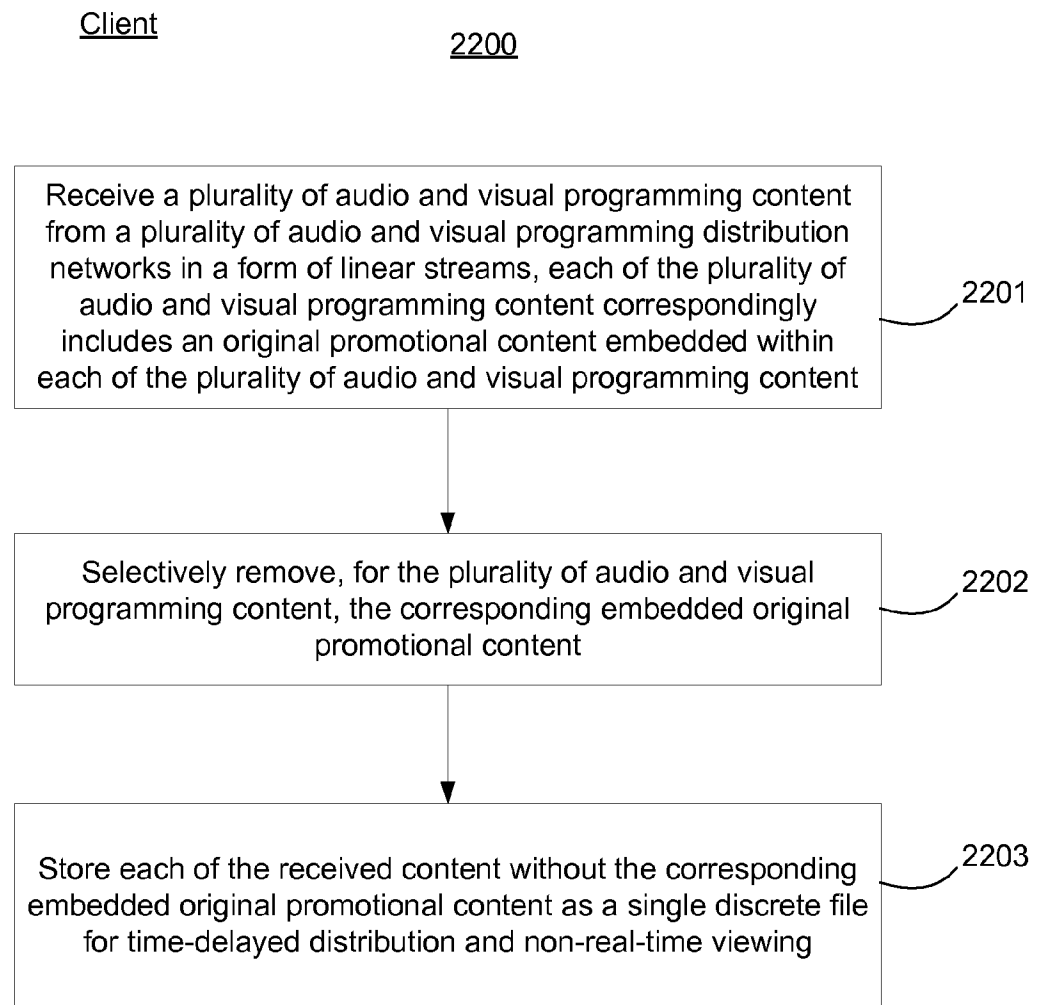 Client
2200
Receive a plurality of audio and visual programming content
from a plurality of audio and visual programming distribution
networks in a form of linear streams, each of the plurality of
audio and visual programming content correspondingly
includes an original promotional content embedded within
each of the plurality of audio and visual programming content
2201
Selectively remove, for the plurality of audio and visual
programming content, the corresponding embedded original
promotional content
2202
Store each of the received content without the corresponding
embedded original promotional content as a single discrete file
for time-delayed distribution and non-real-time viewing
2203